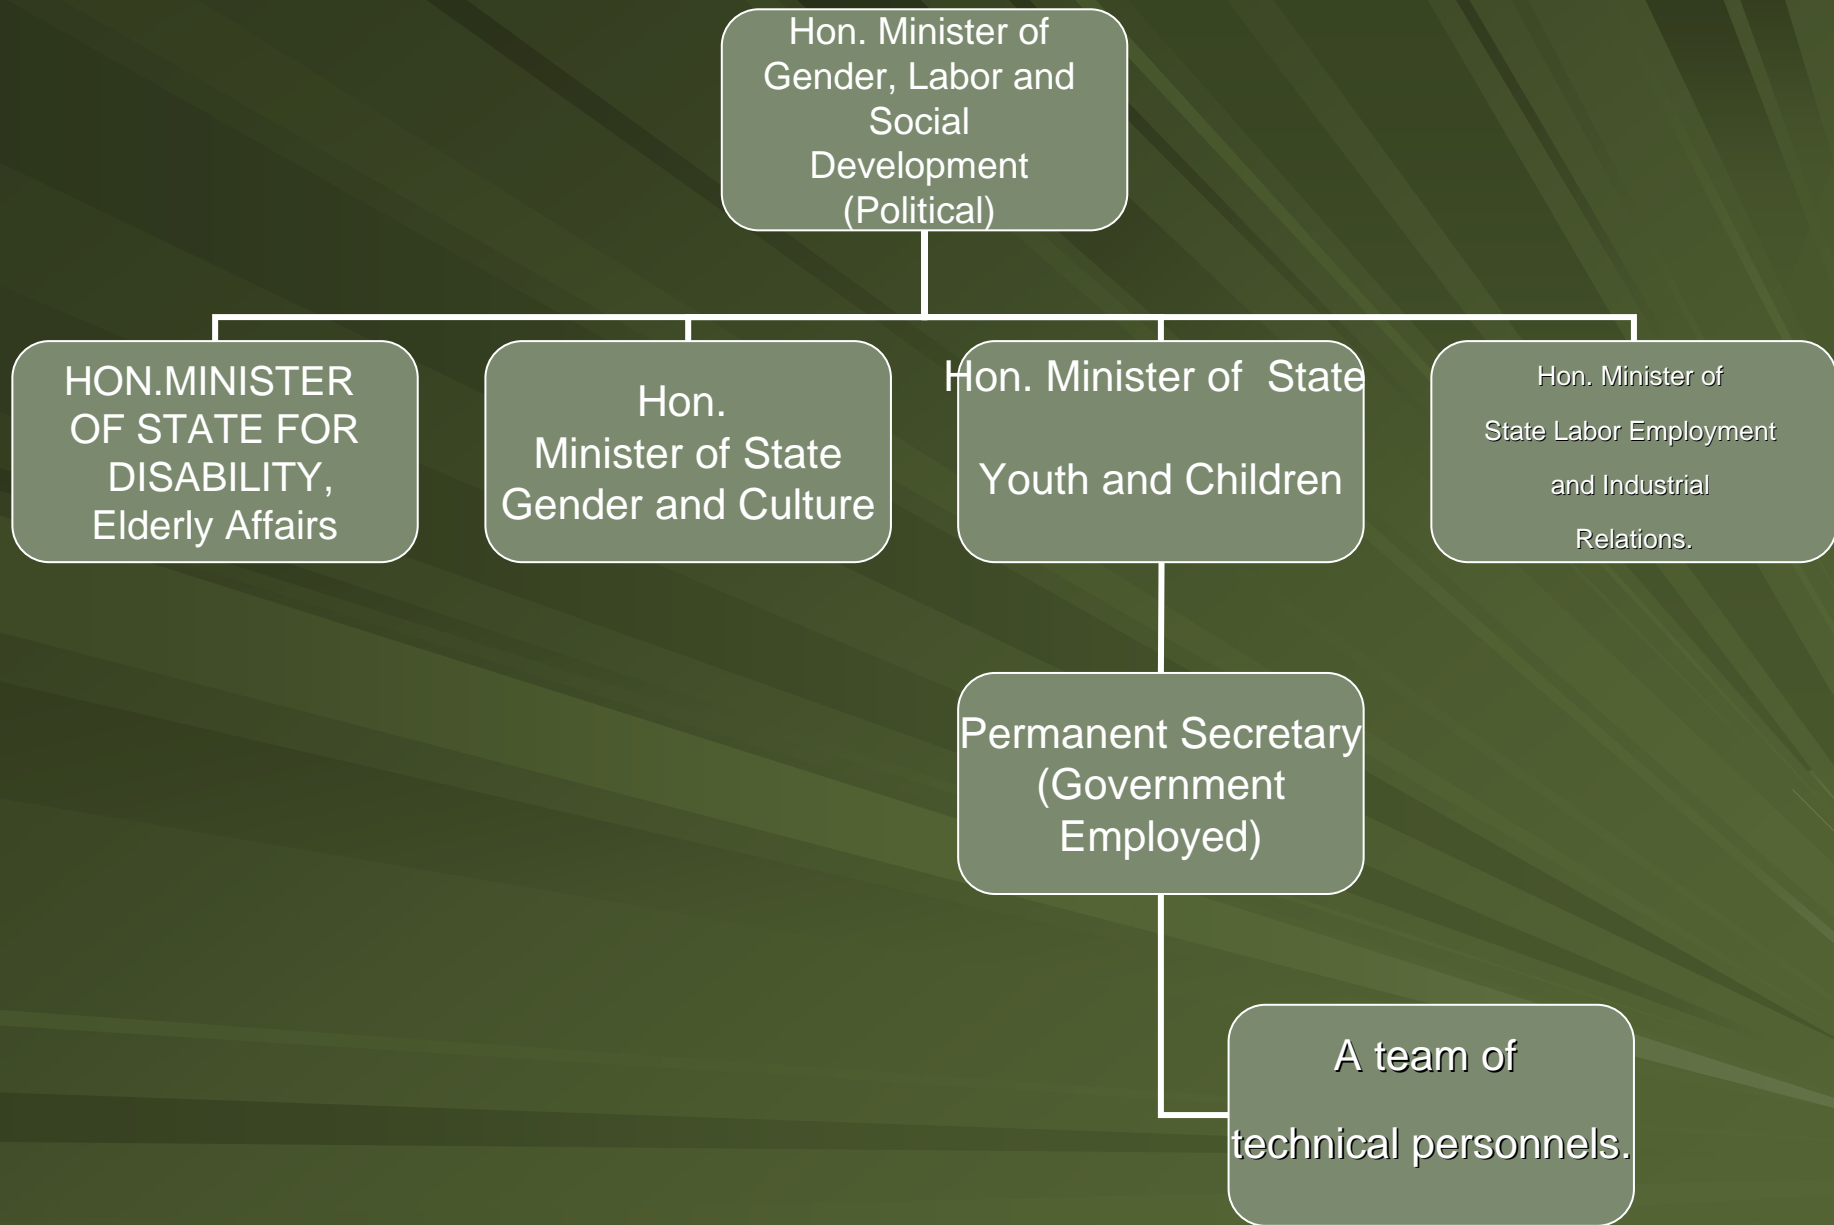 Hon. Minister of
Gender, Labor and
Social
Development
(Political)
HON.MINISTER
OF STATE FOR
DISABILITY,
Elderly Affairs
Hon.
Minister of State
Gender and Culture
Hon. Minister of  State
Youth and Children
Hon. Minister of
State Labor Employment
and Industrial
Relations.
Permanent Secretary
(Government
Employed)
A team of
technical personnels.